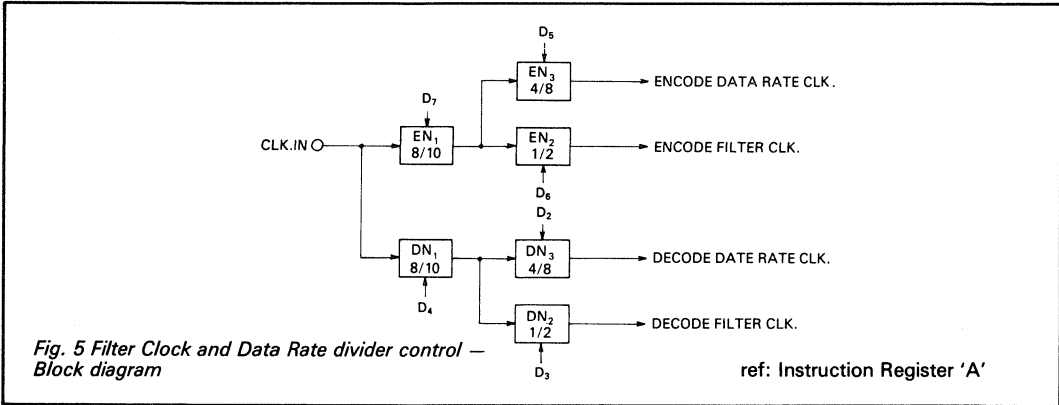 D₅
EN₃
4/8
ENCODE DATA RATE CLK.
D₇
CLK.IN
EN₁
8/10
EN₂
1/2
ENCODE FILTER CLK.
D₆
D₂
DN₁
8/10
DN₃
4/8
DECODE DATE RATE CLK.
D₄
DN₂
1/2
DECODE FILTER CLK.
D₃
Fig. 5 Filter Clock and Data Rate divider control —
Block diagram
ref: Instruction Register 'A'